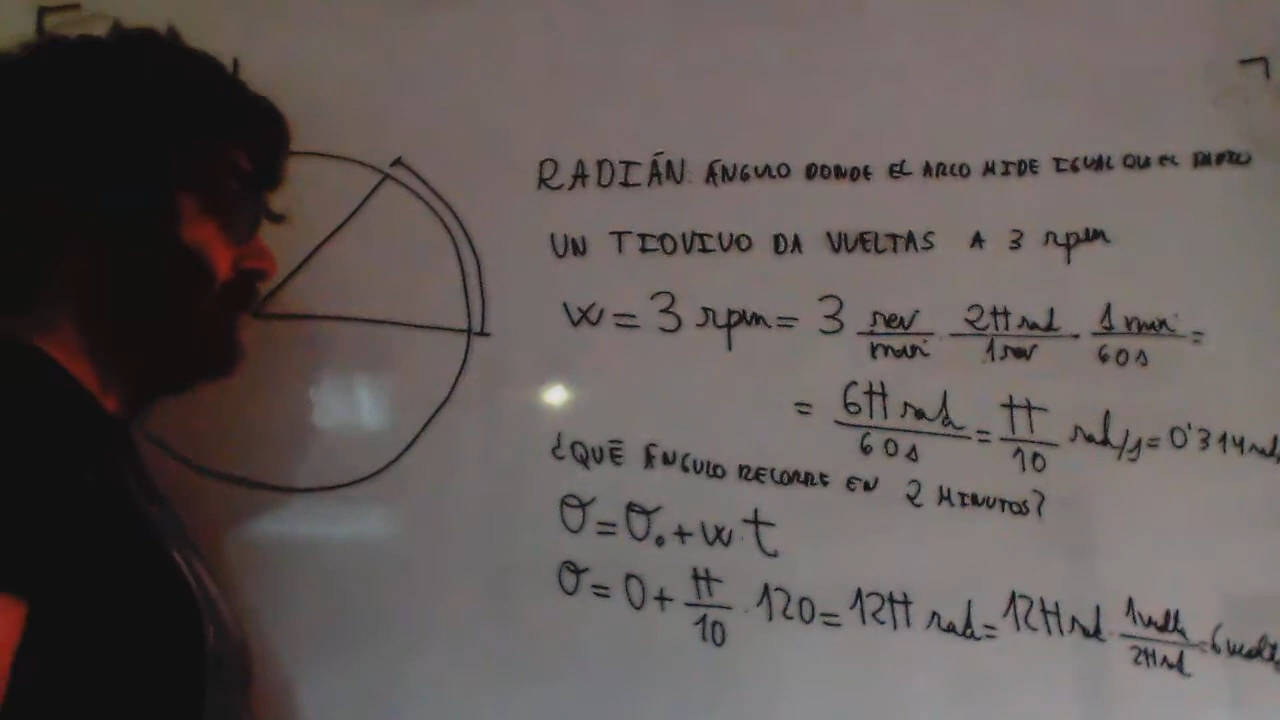 RADIÁN: ÁNGULO DONDE EL ARCO MIDE IGUAL QUE EL RADIO
UN TIOVIVO DA VUELTAS A 3 rpm
w = 3 rpm = 3 rev/min · 2π rad/1 rev · 1 min/60 s =
= 6π rad/60 s = π/10 rad/s = 0'314 rad
¿QUÉ ÁNGULO RECORRE EN 2 MINUTOS?
σ = σ₀ + w · t
σ = 0 + π/10 · 120 = 12π rad = 12π rad · 1 vuelta/2π rad = 6 vuelt